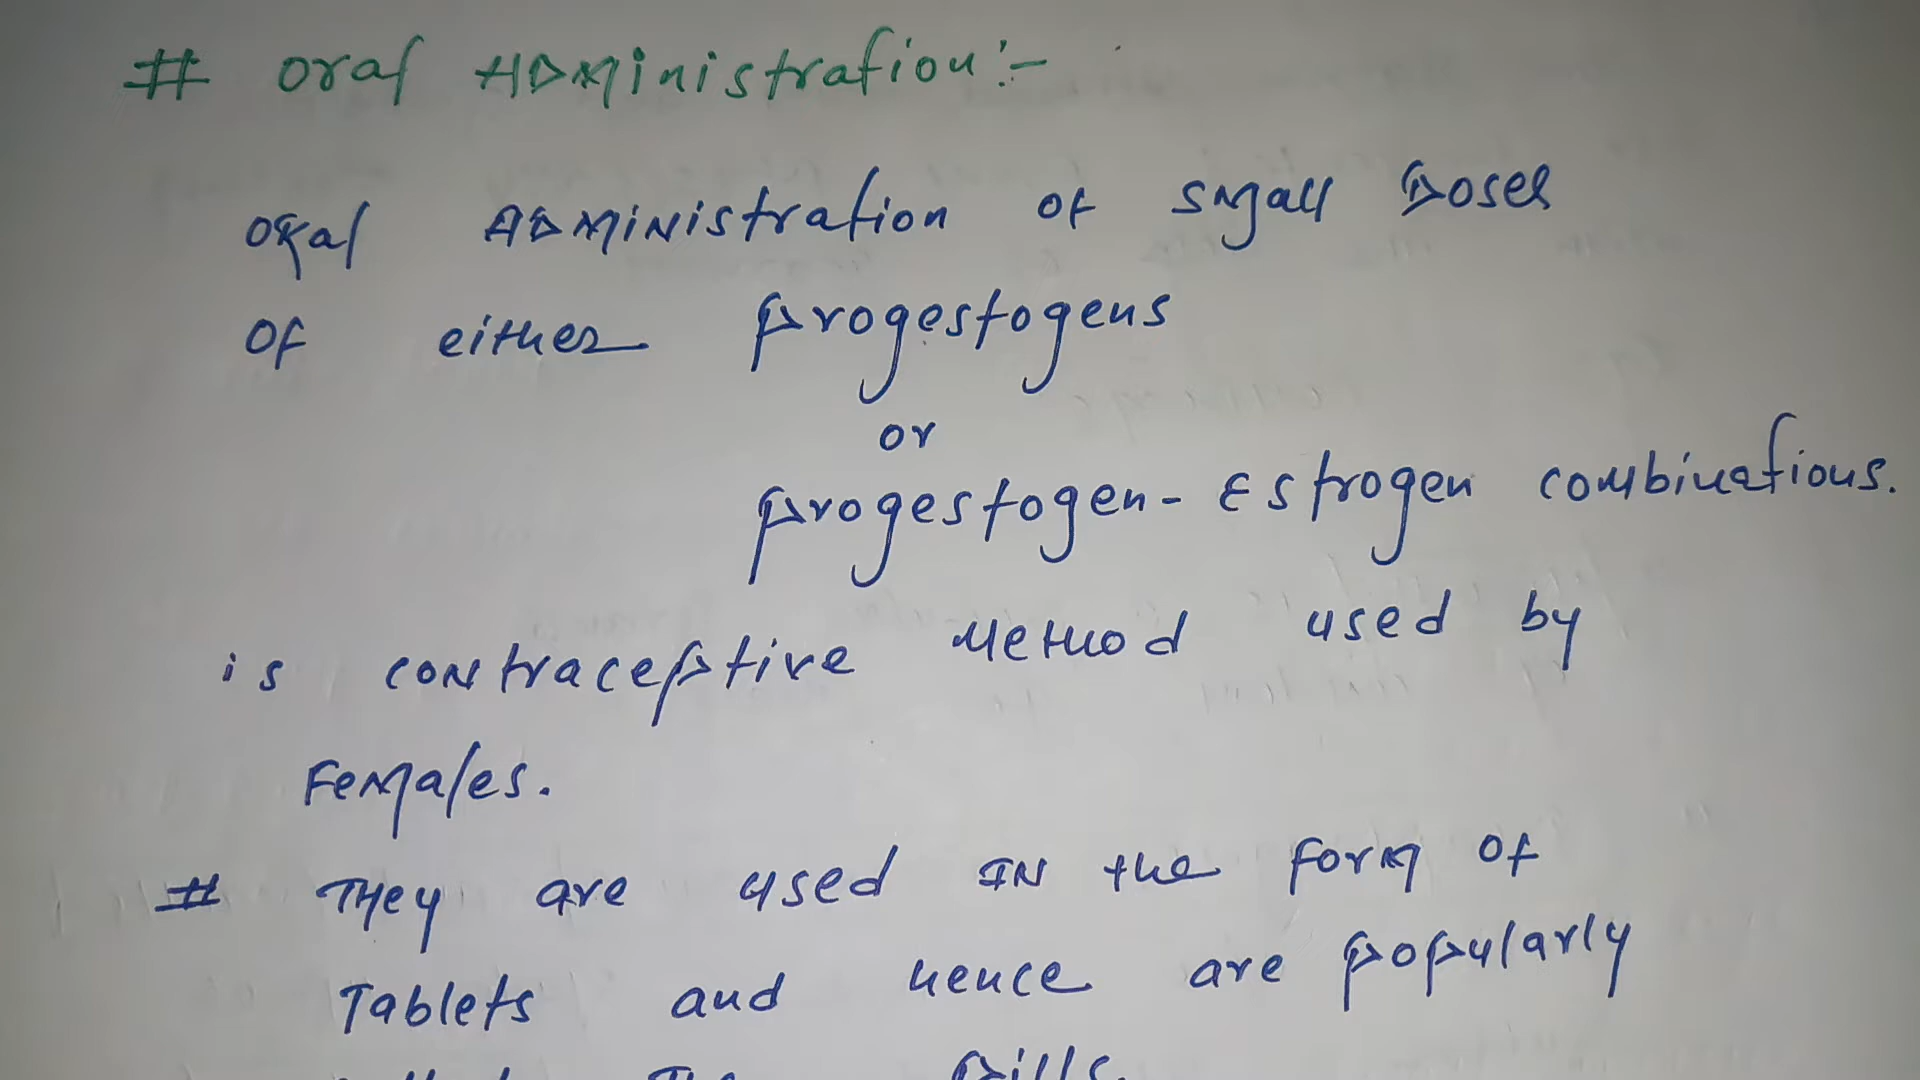 # Oral Administration:-
Oral Administration of small Doses
of either progestogens
or
progestogen- Estrogen combinations.
is contraceptive Method used by
Females.
# They are used IN the form of
Tablets and hence are popularly
pills.